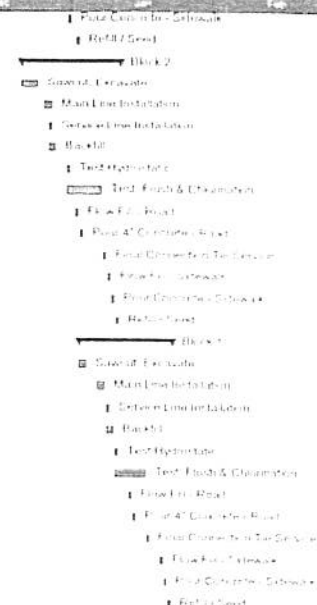 Pour Concrete - Sidewalk
Refill / Seed
Block 2
Sawcut, Excavate
Main Line Installation
Service Line Installation
Backfill
Test Hydrostatic
Test, Flush & Chlorination
Flow Fill - Road
Pour 4" Concrete - Road
Final Connection Tie Service
Flow Fill - Sidewalk
Pour Concrete - Sidewalk
Refill / Seed
Block
Sawcut, Excavate
Main Line Installation
Service Line Installation
Backfill
Test Hydrostatic
Test, Flush & Chlorination
Flow Fill - Road
Pour 4" Concrete - Road
Final Connection Tie Service
Flow Fill - Sidewalk
Pour Concrete - Sidewalk
Refill / Seed